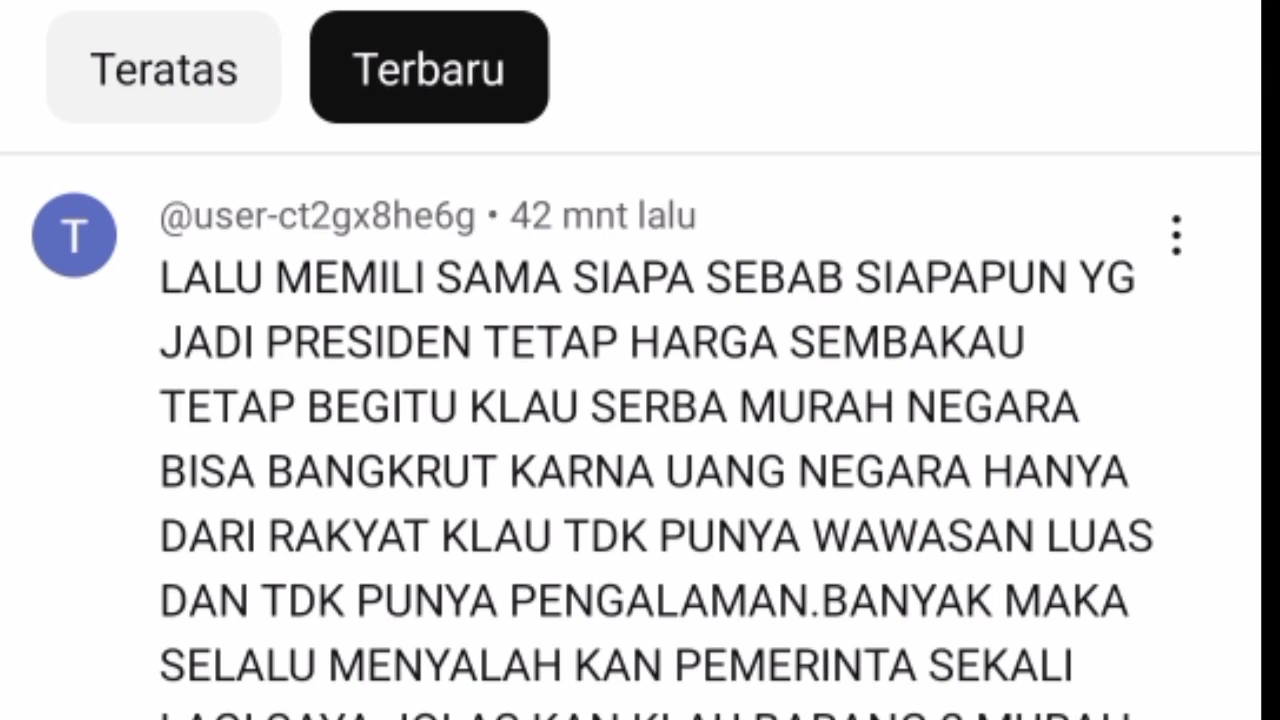 Teratas Terbaru
T
@user-ct2gx8he6g • 42 mnt lalu
LALU MEMILI SAMA SIAPA SEBAB SIAPAPUN YG
JADI PRESIDEN TETAP HARGA SEMBAKAU
TETAP BEGITU KLAU SERBA MURAH NEGARA
BISA BANGKRUT KARNA UANG NEGARA HANYA
DARI RAKYAT KLAU TDK PUNYA WAWASAN LUAS
DAN TDK PUNYA PENGALAMAN.BANYAK MAKA
SELALU MENYALAH KAN PEMERINTA SEKALI